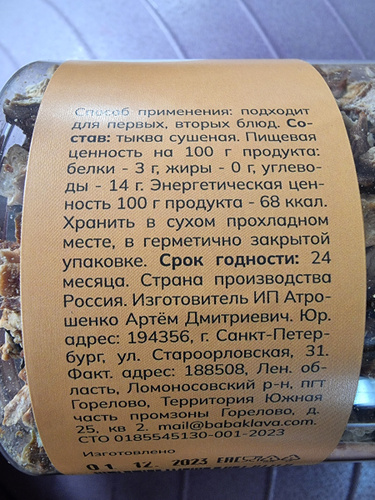 Способ применения: подходит
для первых, вторых блюд. Со-
став: тыква сушеная. Пищевая
ценность на 100 г продукта:
белки - 3 г, жиры - 0 г, углево-
ды - 14 г. Энергетическая цен-
ность 100 г продукта - 68 ккал.
Хранить в сухом прохладном
месте, в герметично закрытой
упаковке. Срок годности: 24
месяца. Страна производства
Россия. Изготовитель ИП Атро-
шенко Артём Дмитриевич. Юр.
адрес: 194356, г. Санкт-Петер-
бург, ул. Староорловская, 31.
Факт. адрес: 188508, Лен. об-
ласть, Ломоносовский р-н, пгт
Горелово, Территория Южная
часть промзоны Горелово, д.
25, кв 2. mail@babaklava.com.
СТО 0185545130-001-2023
Изготовлено
01. 12. 2023 EAC